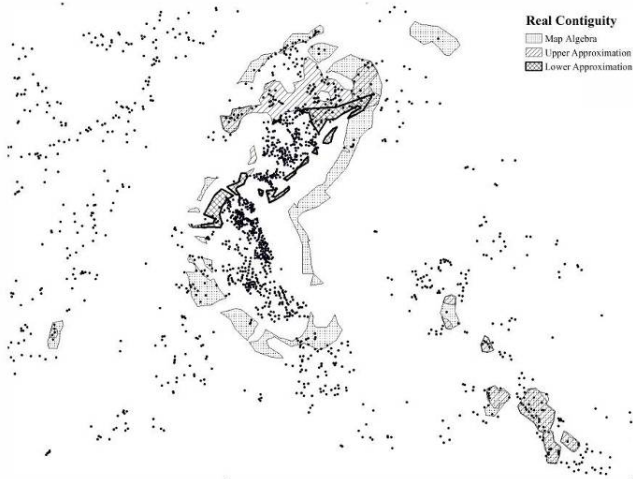 Real Contiguity
Map Algebra
Upper Approximation
Lower Approximation